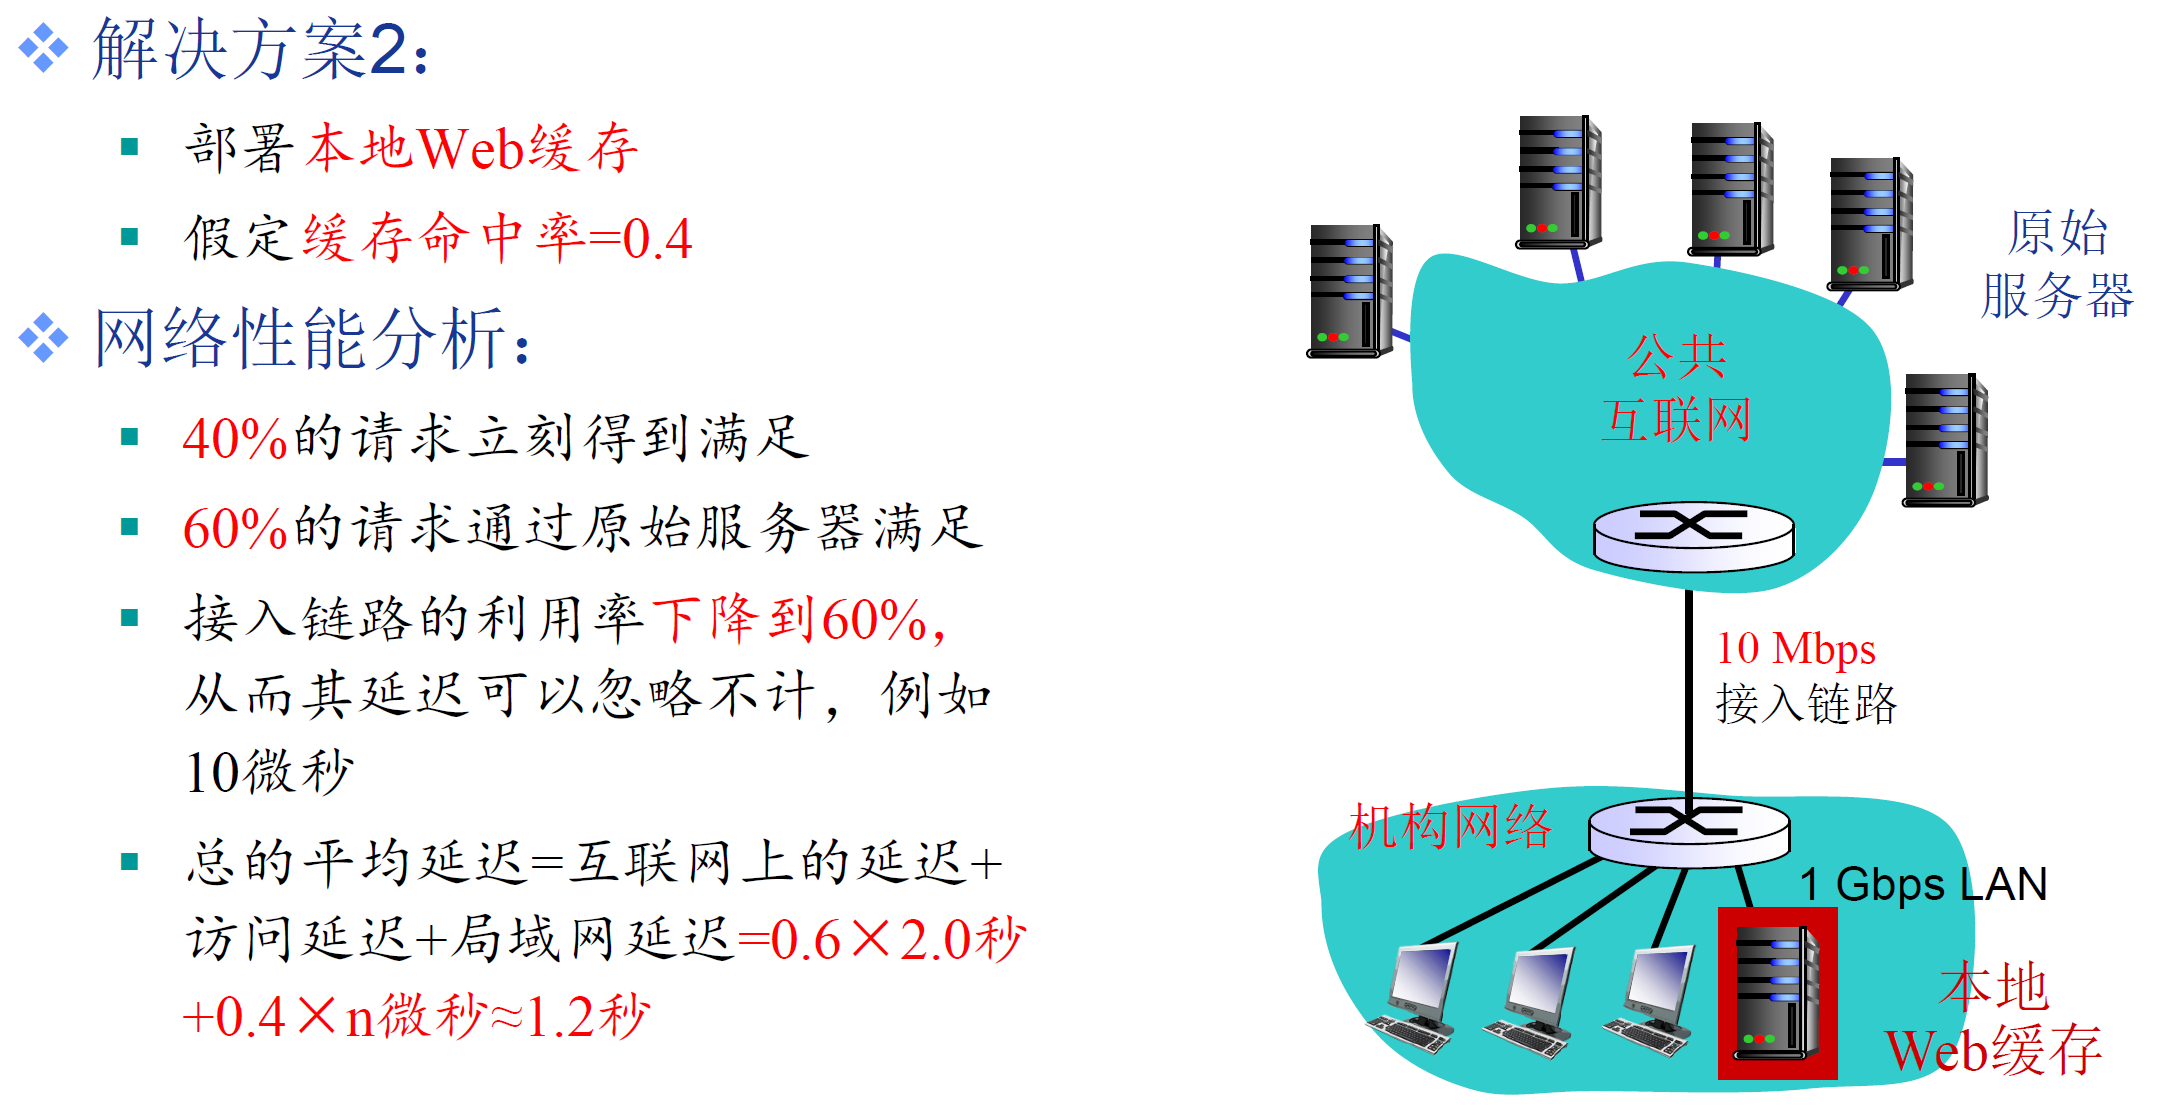 解决方案2：
部署本地Web缓存
假定缓存命中率=0.4
网络性能分析：
40%的请求立刻得到满足
60%的请求通过原始服务器满足
接入链路的利用率下降到60%，
从而其延迟可以忽略不计，例如
10微秒
总的平均延迟=互联网上的延迟+
访问延迟+局域网延迟=0.6×2.0秒
+0.4×n微秒≈1.2秒
原始
服务器
公共
互联网
10 Mbps
接入链路
机构网络
1 Gbps LAN
本地
Web缓存